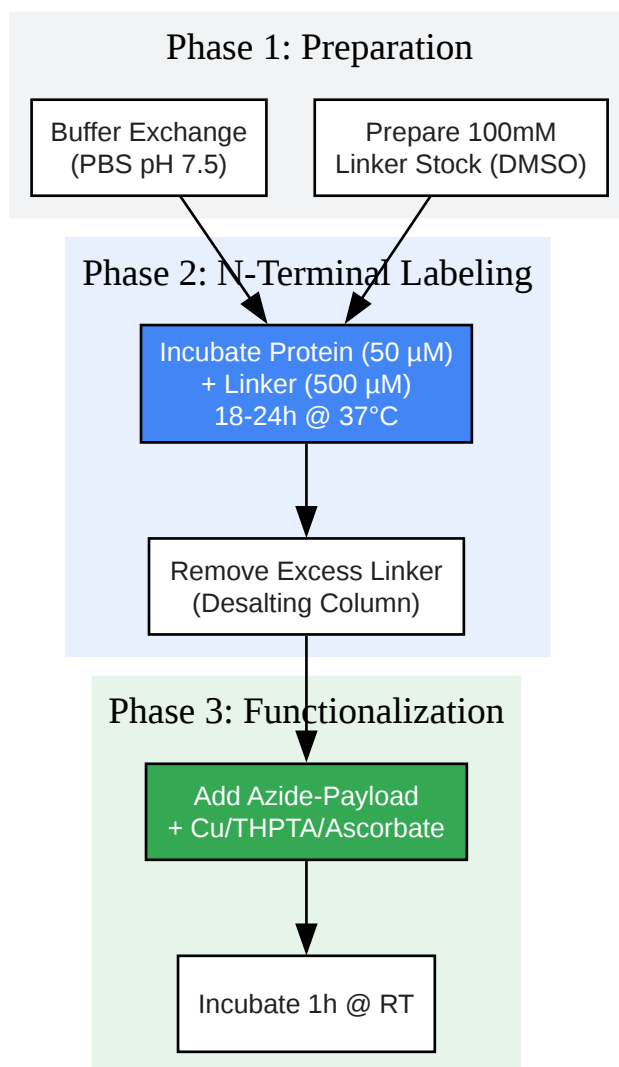 Phase 1: Preparation
Buffer Exchange
(PBS pH 7.5)
Prepare 100mM
Linker Stock (DMSO)
Phase 2: N-Terminal Labeling
Incubate Protein (50 µM)
+ Linker (500 µM)
18-24h @ 37°C
Remove Excess Linker
(Desalting Column)
Phase 3: Functionalization
Add Azide-Payload
+ Cu/THPTA/Ascorbate
Incubate 1h @ RT